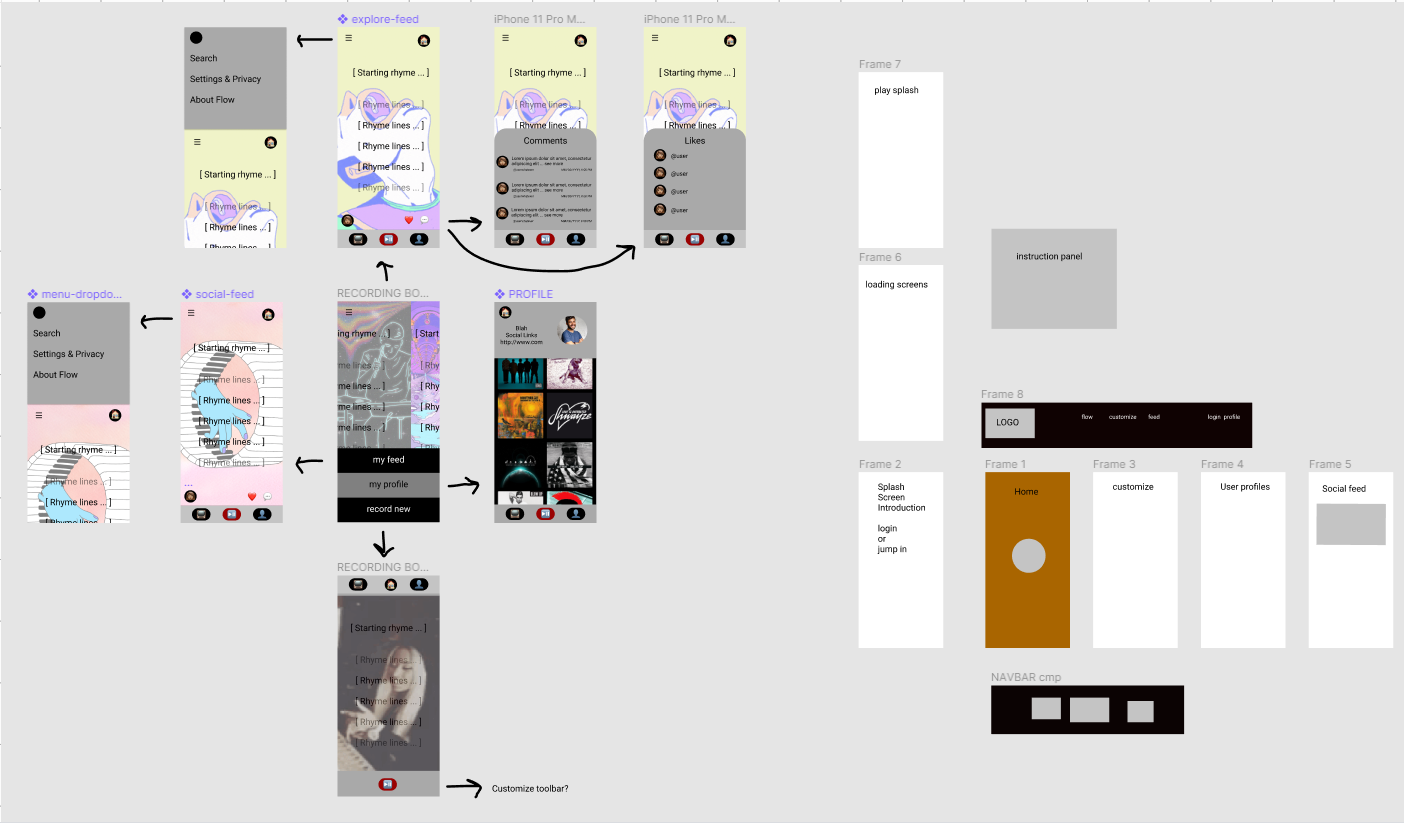 explore-feed
iPhone 11 Pro M...
iPhone 11 Pro M...
Search
Settings & Privacy
About Flow
[ Starting rhyme ... ]
[ Rhyme lines ... ]
[ Rhyme lines ... ]
[ Starting rhyme ... ]
[ Rhyme lines ... ]
[ Rhyme lines ... ]
[ Rhyme lines ... ]
[ Rhyme lines ... ]
[ Rhyme lines ... ]
[ Starting rhyme ... ]
[ Rhyme lines ... ]
[ Rhyme lines ... ]
Comments
Lorem ipsum dolor sit amet, consectetur
adipiscing elit ... see more
Lorem ipsum dolor sit amet, consectetur
adipiscing elit ... see more
Lorem ipsum dolor sit amet, consectetur
adipiscing elit ... see more
[ Starting rhyme ... ]
[ Rhyme lines ... ]
[ Rhyme lines ... ]
Likes
@user
@user
@user
@user
menu-dropdo...
Search
Settings & Privacy
About Flow
[ Starting rhyme ... ]
[ Rhyme lines ... ]
[ Rhyme lines ... ]
social-feed
[ Starting rhyme ... ]
[ Rhyme lines ... ]
[ Rhyme lines ... ]
[ Rhyme lines ... ]
[ Rhyme lines ... ]
[ Rhyme lines ... ]
...
RECORDING BO...
ing rhyme ... ]
[ Start
me lines ... ]
[ Rhy
me lines ... ]
[ Rhy
me lines ... ]
[ Rhy
me lines ... ]
[ Rhy
my feed
my profile
record new
PROFILE
Blah
Social Links
http://www.com
RECORDING BO...
[ Starting rhyme ... ]
[ Rhyme lines ... ]
[ Rhyme lines ... ]
[ Rhyme lines ... ]
[ Rhyme lines ... ]
[ Rhyme lines ... ]
Customize toolbar?
Frame 7
play splash
Frame 6
loading screens
instruction panel
Frame 8
LOGO
flow
customize
feed
login
profile
Frame 2
Splash
Screen
Introduction
login
or
jump in
Frame 1
Home
Frame 3
customize
Frame 4
User profiles
Frame 5
Social feed
NAVBAR cmp